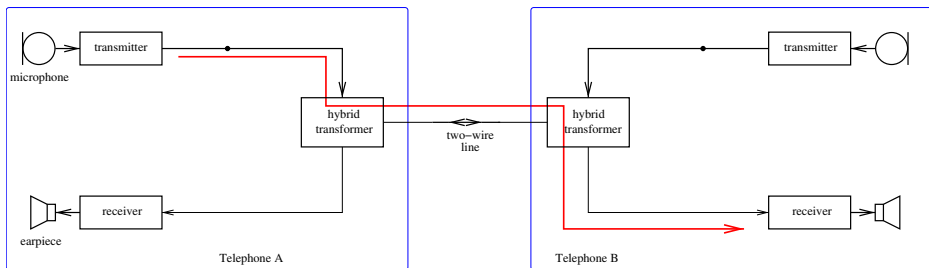 transmitter
transmitter
microphone
hybrid
transformer
two−wire
line
hybrid
transformer
receiver
receiver
earpiece
Telephone A
Telephone B